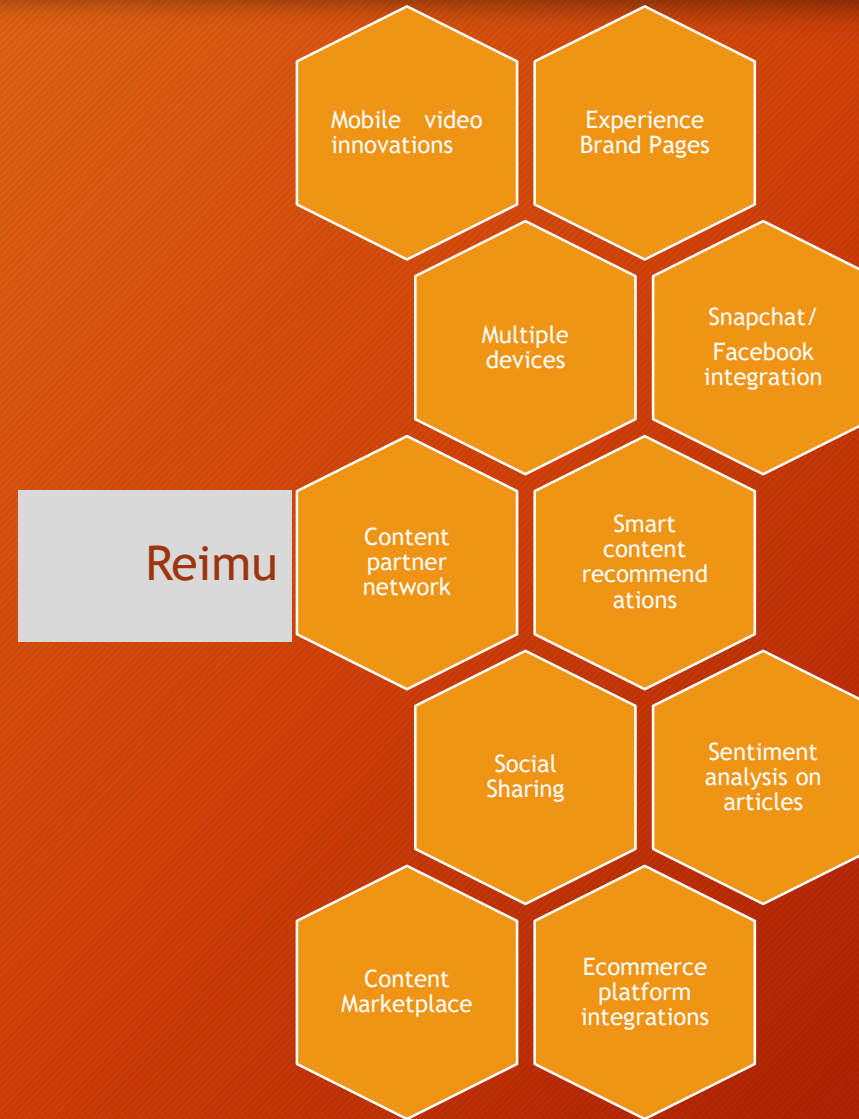 Mobile video
innovations
Experience
Brand Pages
Multiple
devices
Snapchat/
Facebook
integration
Reimu
Content
partner
network
Smart
content
recommend
ations
Social
Sharing
Sentiment
analysis on
articles
Content
Marketplace
Ecommerce
platform
integrations